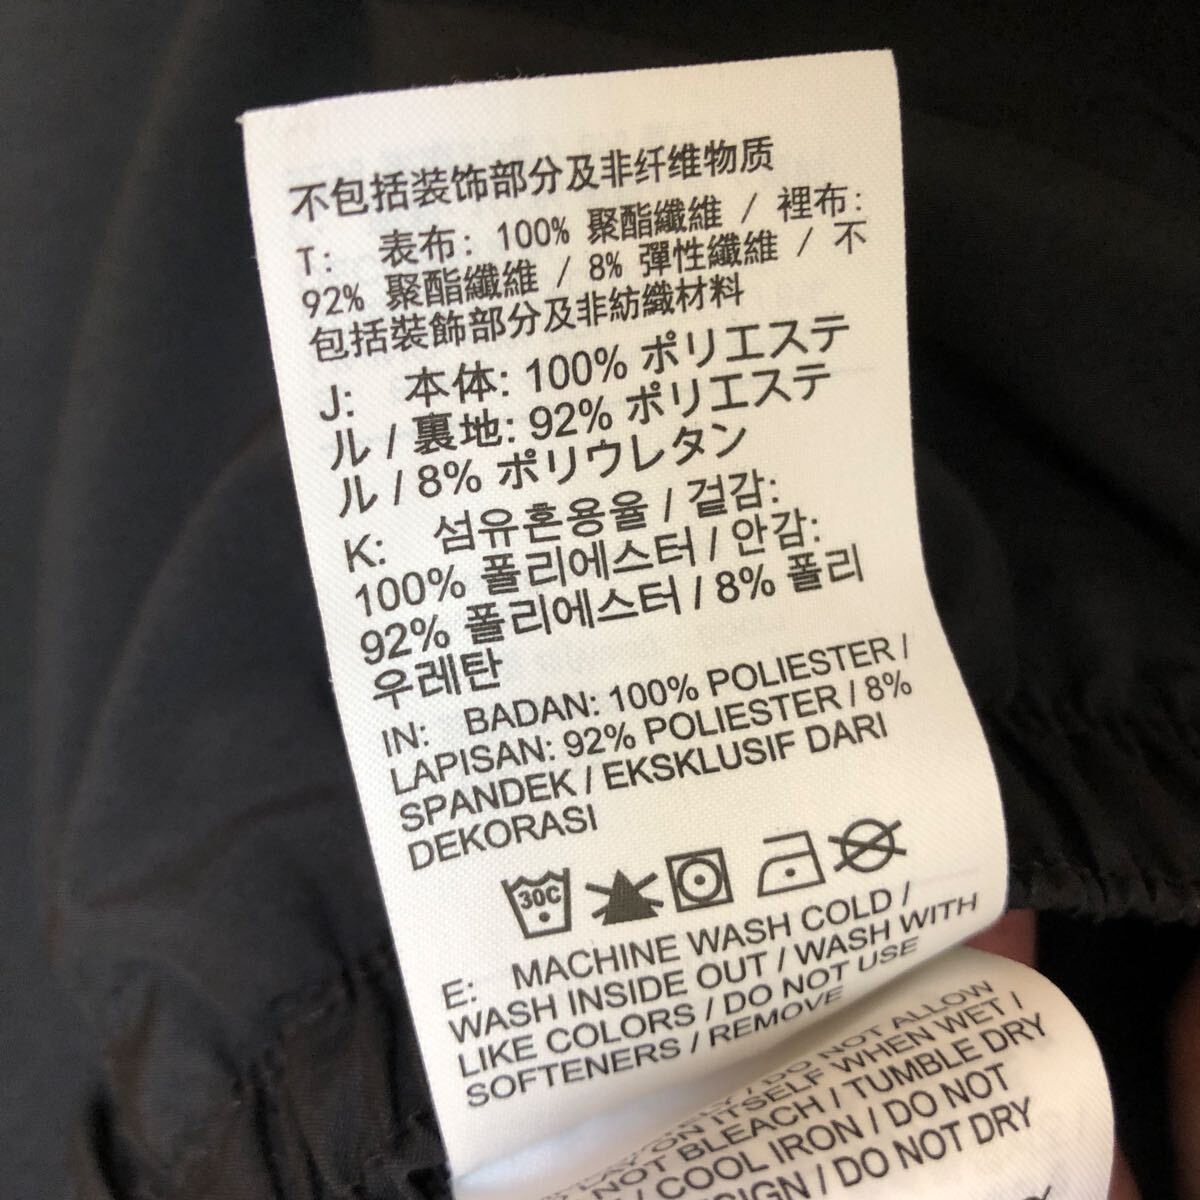 不包括装饰部分及非纤维物质
T: 表布: 100% 聚酯纖維 / 裡布:
92% 聚酯纖維 / 8% 彈性纖維 / 不
包括裝飾部分及非紡織材料
J: 本体: 100% ポリエステ
ル / 裏地: 92% ポリエステ
ル / 8% ポリウレタン
K: 섬유혼용율 / 겉감:
100% 폴리에스터 / 안감:
92% 폴리에스터 / 8% 폴리
우레탄
IN: BADAN: 100% POLIESTER /
LAPISAN: 92% POLIESTER / 8%
SPANDEK / EKSKLUSIF DARI
DEKORASI
30C
E: MACHINE WASH COLD /
WASH INSIDE OUT / WASH WITH
LIKE COLORS / DO NOT USE
SOFTENERS / REMOVE
/ DO NOT ALLOW
ON ITSELF WHEN WET /
NOT BLEACH / TUMBLE DRY
/ COOL IRON / DO NOT
/ DO NOT DRY